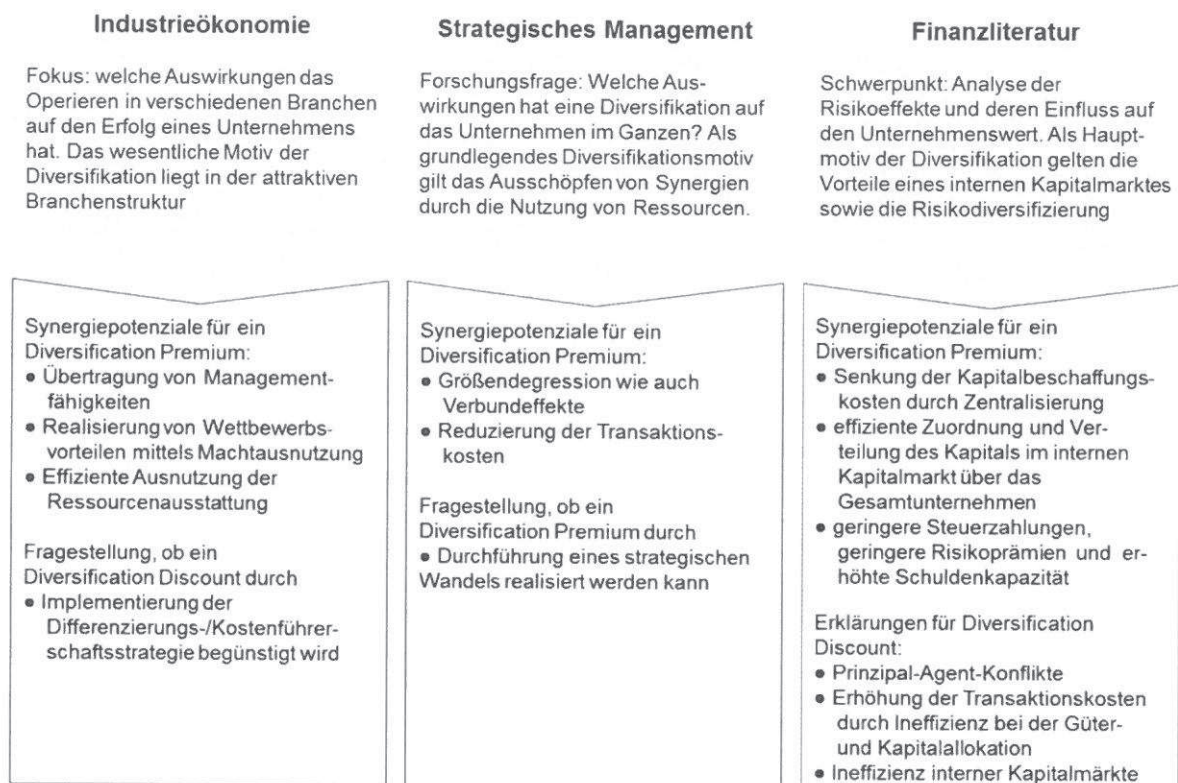 Industrieökonomie
Fokus: welche Auswirkungen das
Operieren in verschiedenen Branchen
auf den Erfolg eines Unternehmens
hat. Das wesentliche Motiv der
Diversifikation liegt in der attraktiven
Branchenstruktur
Synergiepotenziale für ein
Diversification Premium:
• Übertragung von Management-
fähigkeiten
• Realisierung von Wettbewerbs-
vorteilen mittels Machtausnutzung
• Effiziente Ausnutzung der
Ressourcenausstattung
Fragestellung, ob ein
Diversification Discount durch
• Implementierung der
Differenzierungs-/Kostenführer-
schaftsstrategie begünstigt wird
Strategisches Management
Forschungsfrage: Welche Aus-
wirkungen hat eine Diversifikation auf
das Unternehmen im Ganzen? Als
grundlegendes Diversifikationsmotiv
gilt das Ausschöpfen von Synergien
durch die Nutzung von Ressourcen.
Synergiepotenziale für ein
Diversification Premium:
• Größendegression wie auch
Verbundeffekte
• Reduzierung der Transaktions-
kosten
Fragestellung, ob ein
Diversification Premium durch
• Durchführung eines strategischen
Wandels realisiert werden kann
Finanzliteratur
Schwerpunkt: Analyse der
Risikoeffekte und deren Einfluss auf
den Unternehmenswert. Als Haupt-
motiv der Diversifikation gelten die
Vorteile eines internen Kapitalmarktes
sowie die Risikodiversifizierung
Synergiepotenziale für ein
Diversification Premium:
• Senkung der Kapitalbeschaffungs-
kosten durch Zentralisierung
• effiziente Zuordnung und Ver-
teilung des Kapitals im internen
Kapitalmarkt über das
Gesamtunternehmen
• geringere Steuerzahlungen,
geringere Risikoprämien und er-
höhte Schuldenkapazität
Erklärungen für Diversification
Discount:
• Prinzipal-Agent-Konflikte
• Erhöhung der Transaktionskosten
durch Ineffizienz bei der Güter-
und Kapitalallokation
• Ineffizienz interner Kapitalmärkte